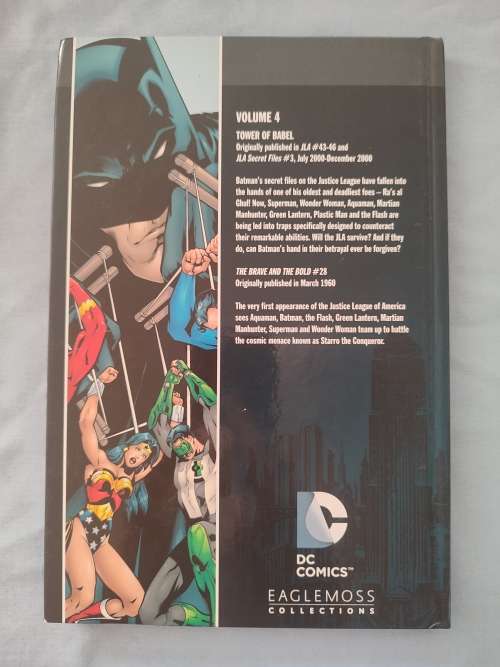 VOLUME 4
TOWER OF BABEL
Originally published in JLA #43-46 and
JLA Secret Files #3, July 2000-December 2000
Batman's secret files on the Justice League have fallen into
the hands of one of his oldest and deadliest foes — Ra's al
Ghul! Now, Superman, Wonder Woman, Aquaman, Martian
Manhunter, Green Lantern, Plastic Man and the Flash are
being led into traps specifically designed to counteract
their remarkable abilities. Will the JLA survive? And if they
do, can Batman's hand in their betrayal ever be forgiven?
THE BRAVE AND THE BOLD #28
Originally published in March 1960
The very first appearance of the Justice League of America
sees Aquaman, Batman, the Flash, Green Lantern, Martian
Manhunter, Superman and Wonder Woman team up to battle
the cosmic menace known as Starro the Conqueror.
DC
DC
COMICS™
EAGLEMOSS
COLLECTIONS